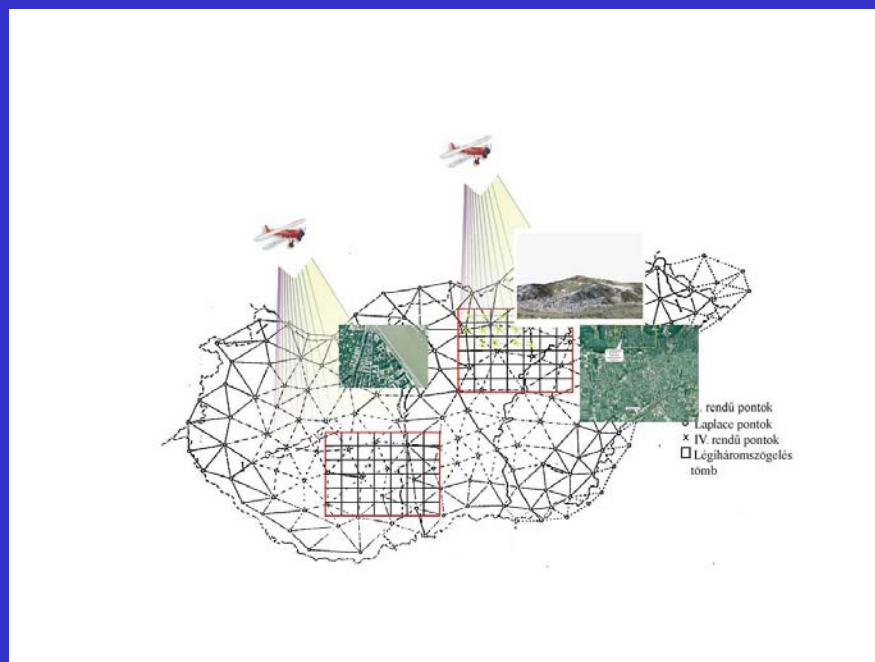 . rendű pontok
Laplace pontok
IV. rendű pontok
Légiháromszögelés
tömb